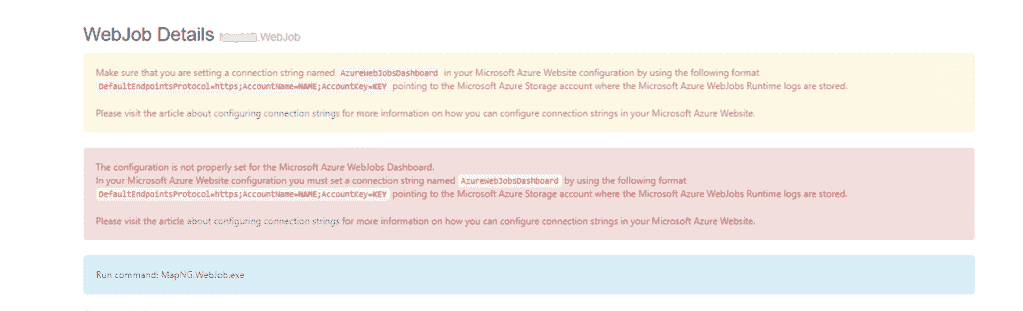 WebJob Details .WebJob
Make sure that you are setting a connection string named AzureWebJobsDashboard in your Microsoft Azure Website configuration by using the following format
DefaultEndpointsProtocol=https;AccountName=NAME;AccountKey=KEY pointing to the Microsoft Azure Storage account where the Microsoft Azure WebJobs Runtime logs are stored.
Please visit the article about configuring connection strings for more information on how you can configure connection strings in your Microsoft Azure Website.
The configuration is not properly set for the Microsoft Azure WebJobs Dashboard.
In your Microsoft Azure Website configuration you must set a connection string named AzureWebJobsDashboard by using the following format
DefaultEndpointsProtocol=https;AccountName=NAME;AccountKey=KEY pointing to the Microsoft Azure Storage account where the Microsoft Azure WebJobs Runtime logs are stored.
Please visit the article about configuring connection strings for more information on how you can configure connection strings in your Microsoft Azure Website.
Run command: MapNG.WebJob.exe